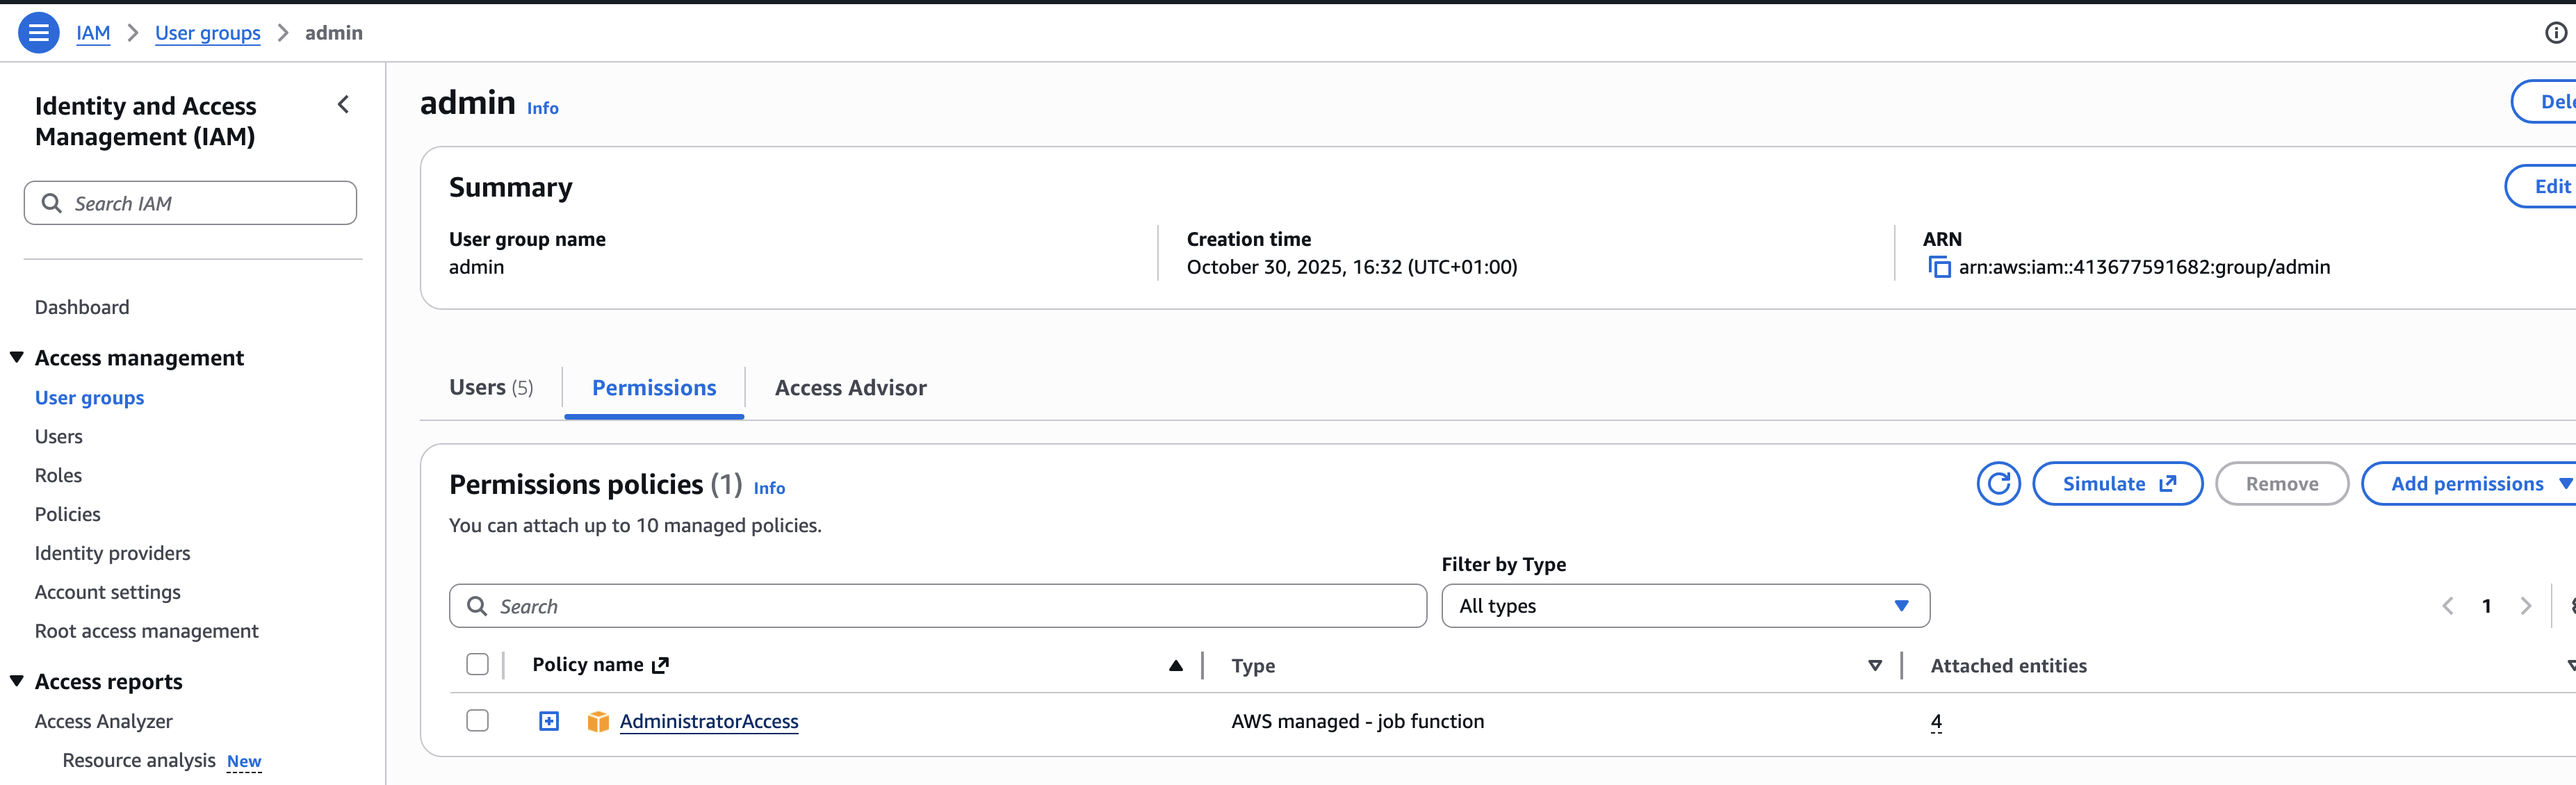 IAM > User groups > admin
Identity and Access
Management (IAM)
Search IAM
Dashboard
Access management
User groups
Users
Roles
Policies
Identity providers
Account settings
Root access management
Access reports
Access Analyzer
Resource analysis New
admin Info
Summary
Edit
User group name
admin
Creation time
October 30, 2025, 16:32 (UTC+01:00)
ARN
arn:aws:iam::413677591682:group/admin
Users (5)
Permissions
Access Advisor
Permissions policies (1) Info
You can attach up to 10 managed policies.
Simulate
Remove
Add permissions
Filter by Type
Search
All types
1
Policy name
Type
Attached entities
AdministratorAccess
AWS managed - job function
4